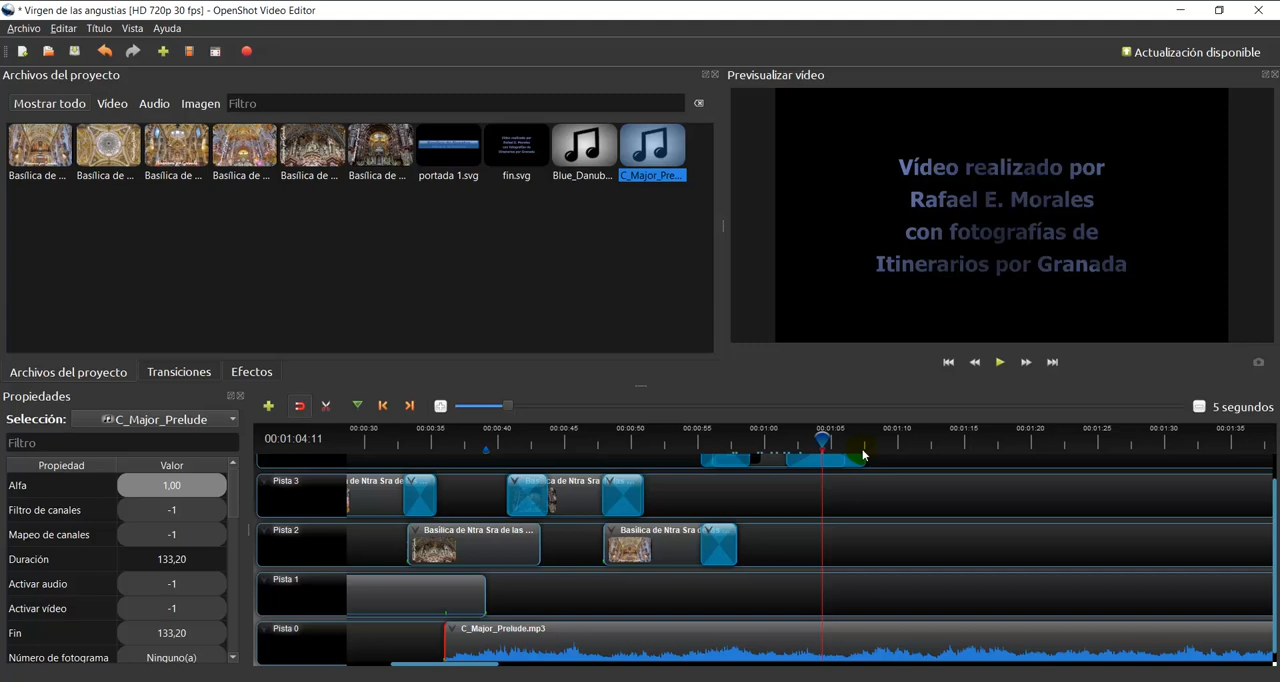 * Virgen de las angustias [HD 720p 30 fps] - OpenShot Video Editor
Archivo Editar Título Vista Ayuda
Actualización disponible
Archivos del proyecto
Previsualizar vídeo
Mostrar todo Vídeo Audio Imagen Filtro
Basílica de ... Basílica de ... Basílica de ... Basílica de ... Basílica de ... Basílica de ... portada 1.svg fin.svg Blue_Danub... C_Major_Pre...
Vídeo realizado por
Rafael E. Morales
con fotografías de
Itinerarios por Granada
Archivos del proyecto Transiciones Efectos
Propiedades
Selección: C_Major_Prelude
5 segundos
Filtro
00:01:04:11
00:00:30 00:00:35 00:00:40 00:00:45 00:00:50 00:00:55 00:01:00 00:01:05 00:01:10 00:01:15 00:01:20 00:01:25 00:01:30 00:01:35
Propiedad Valor
Alfa 1,00
Filtro de canales -1
Mapeo de canales -1
Duración 133,20
Activar audio -1
Activar vídeo -1
Fin 133,20
Número de fotograma Ninguno(a)
Pista 3
de Ntra Sra de
ca de Ntra Sra
Pista 2
Basílica de Ntra Sra de las ...
Basílica de Ntra Sra
Pista 1
Pista 0
C_Major_Prelude.mp3